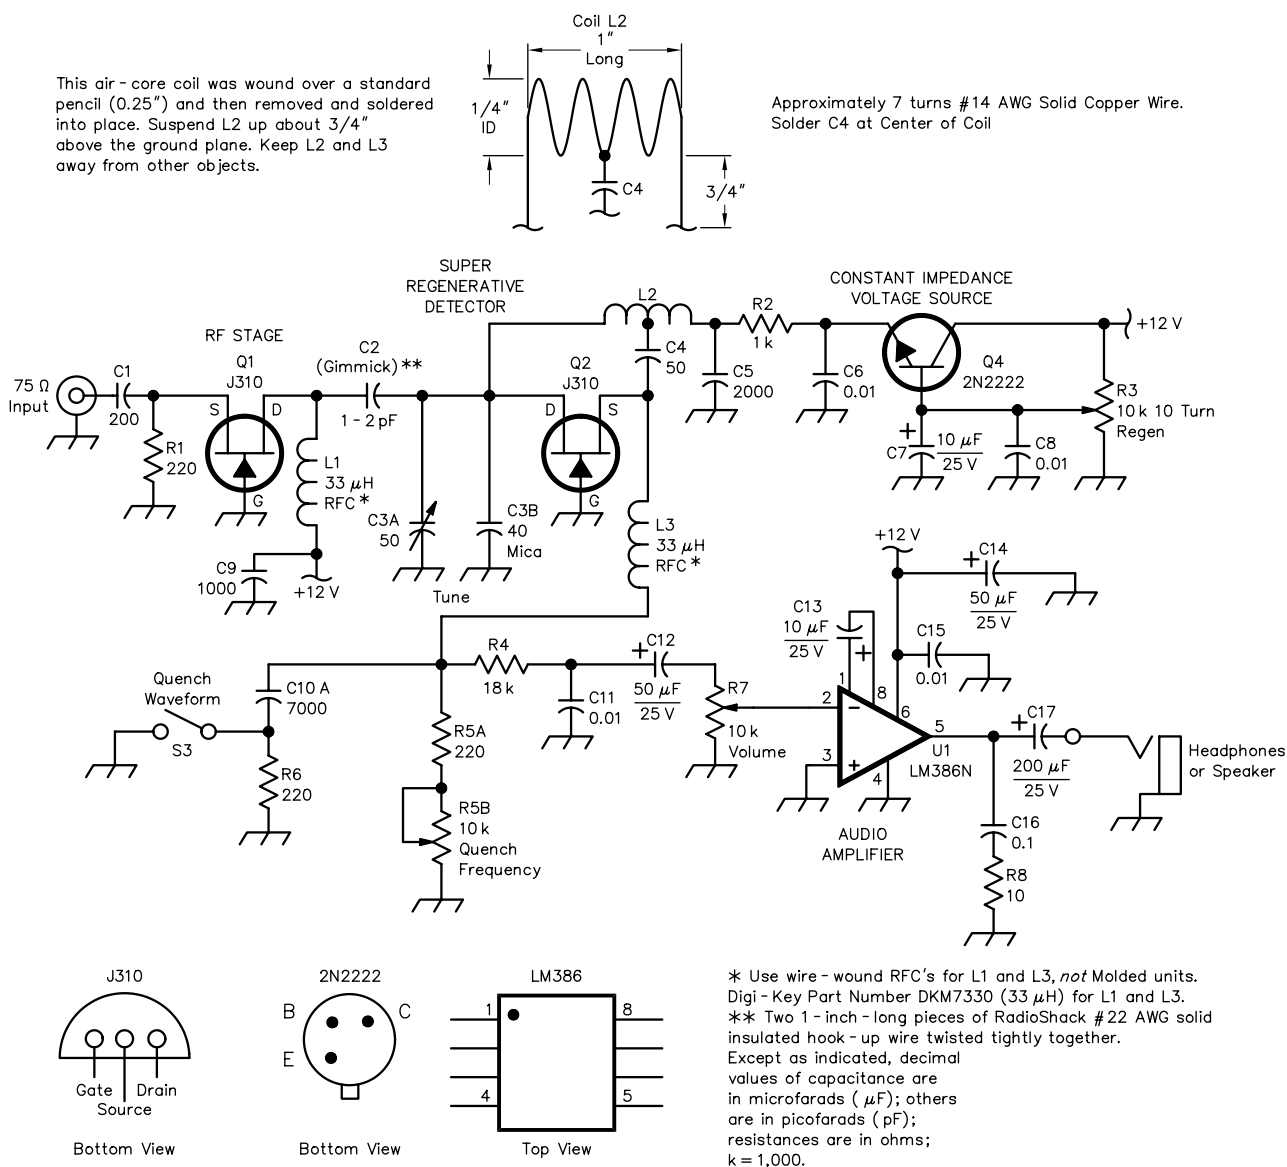 Coil L2
1"
Long
This air-core coil was wound over a standard
pencil (0.25") and then removed and soldered
into place. Suspend L2 up about 3/4"
above the ground plane. Keep L2 and L3
away from other objects.
1/4"
ID
C4
3/4"
Approximately 7 turns #14 AWG Solid Copper Wire.
Solder C4 at Center of Coil
SUPER
REGENERATIVE
DETECTOR
CONSTANT IMPEDANCE
VOLTAGE SOURCE
RF STAGE
75 Ω
Input
C1
200
R1
220
Q1
J310
S
D
G
L1
33 μH
RFC *
C9
1000
+12 V
C2
(Gimmick) **
1-2 pF
C3A
50
Tune
C3B
40
Mica
Q2
J310
D
S
G
L2
C4
50
C5
2000
R2
1 k
C6
0.01
Q4
2N2222
+12 V
R3
10 k 10 Turn
Regen
+
C7
10 μF
25 V
C8
0.01
L3
33 μH
RFC *
Quench
Waveform
S3
C10 A
7000
R6
220
R4
18 k
R5A
220
R5B
10 k
Quench
Frequency
C11
0.01
+
C12
50 μF
25 V
R7
10 k
Volume
C13
10 μF
25 V
+
+12 V
+
C14
50 μF
25 V
C15
0.01
1
8
6
2
−
3
+
4
5
U1
LM386N
AUDIO
AMPLIFIER
+
C17
200 μF
25 V
Headphones
or Speaker
C16
0.1
R8
10
J310
Gate
Source
Drain
Bottom View
2N2222
B
C
E
Bottom View
LM386
1
8
4
5
Top View
* Use wire-wound RFC's for L1 and L3, not Molded units.
Digi-Key Part Number DKM7330 (33 μH) for L1 and L3.
** Two 1-inch-long pieces of RadioShack #22 AWG solid
insulated hook-up wire twisted tightly together.
Except as indicated, decimal
values of capacitance are
in microfarads ( μF); others
are in picofarads ( pF);
resistances are in ohms;
k = 1,000.